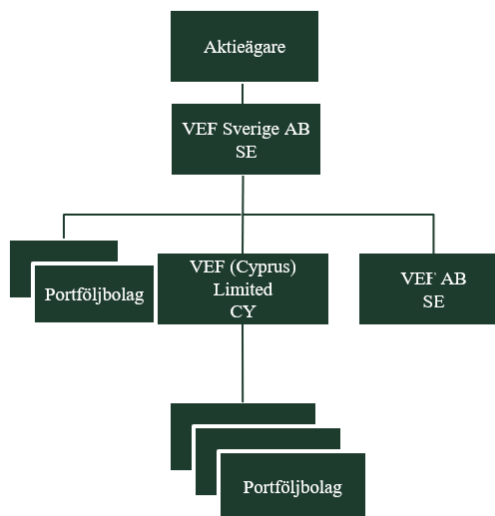 Aktieägare
VEF Sverige AB
SE
Portföljbolag
VEF (Cyprus)
Limited
CY
VEF AB
SE
Portföljbolag